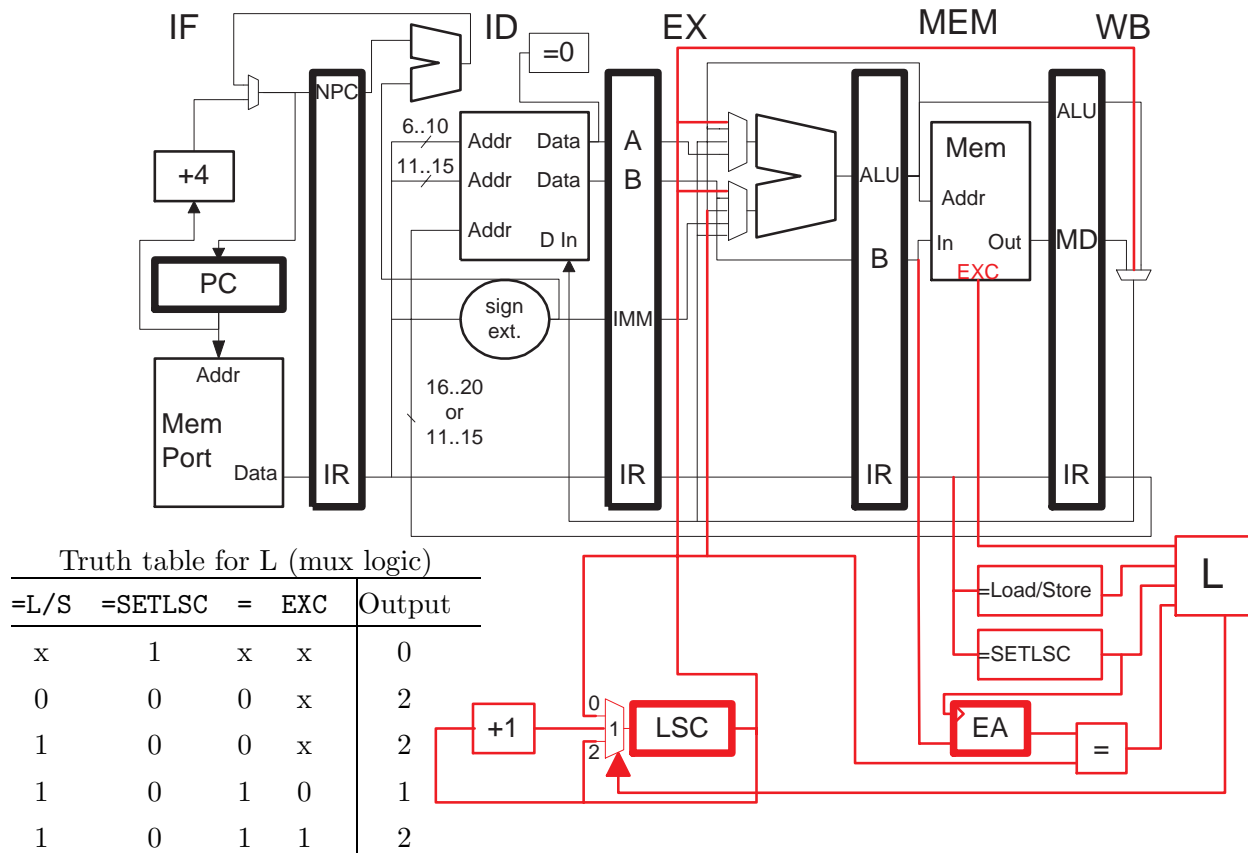 IF ID EX MEM WB
=0
NPC
6..10
Addr Data A
11..15
Addr Data B
Addr
D In
+4
PC
sign
ext.
IMM
Addr
Mem
Port
Data
16..20
or
11..15
IR IR IR IR
ALU
B
Mem
Addr
In Out
EXC
ALU
MD
Truth table for L (mux logic)
=L/S =SETLSC = EXC Output
x 1 x x 0
0 0 0 x 2
1 0 0 x 2
1 0 1 0 1
1 0 1 1 2
+1
0
1
2
LSC
=Load/Store
=SETLSC
EA
=
L